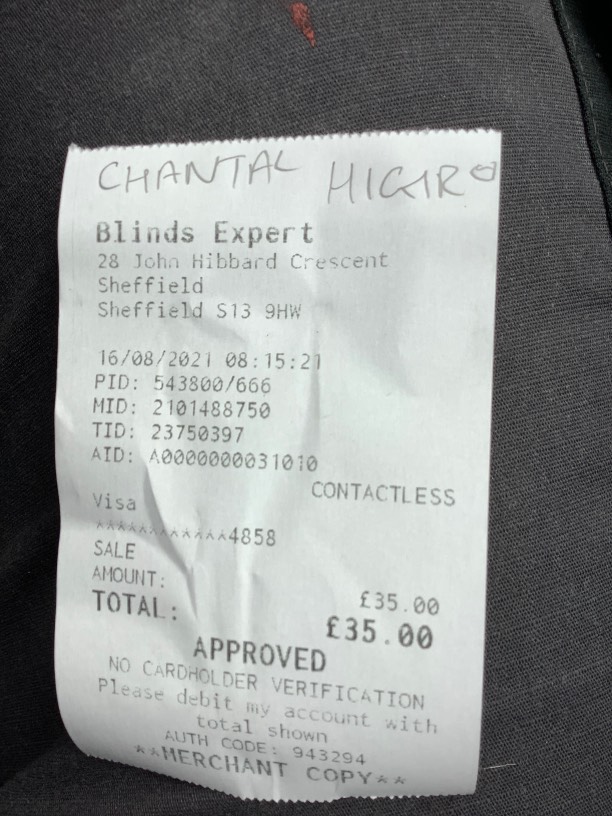 CHANTAL HIGIRO
Blinds Expert
28 John Hibbard Crescent
Sheffield
Sheffield S13 9HW
16/08/2021 08:15:21
PID: 543800/666
MID: 2101488750
TID: 23750397
AID: A0000000031010
CONTACTLESS
Visa
************4858
SALE
AMOUNT: £35.00
TOTAL: £35.00
APPROVED
NO CARDHOLDER VERIFICATION
Please debit my account with
total shown
AUTH CODE: 943294
**MERCHANT COPY**